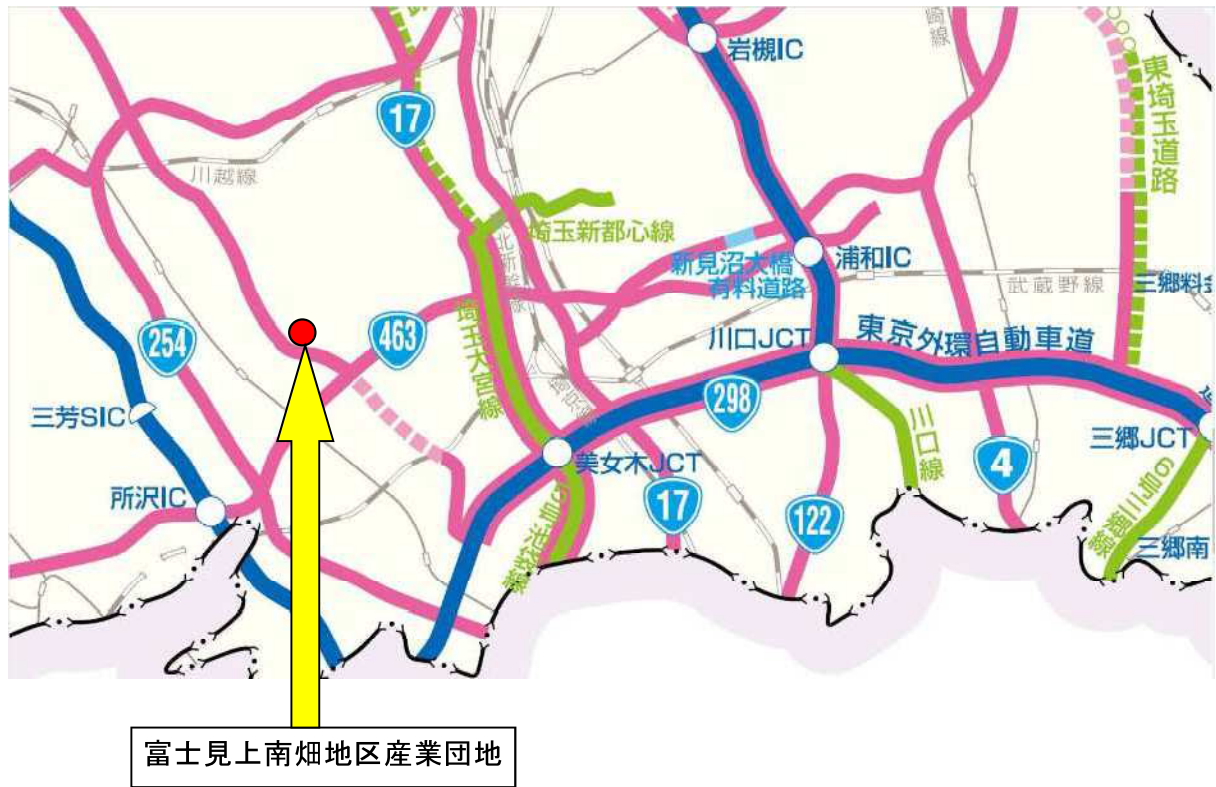 岩槻IC
17
東埼玉道路
川越線
埼玉新都心線
新見沼大橋
有料道路
浦和IC
武蔵野線
三郷料金
254
463
埼玉大宮線
川口JCT
東京外環自動車道
298
三芳SIC
三郷JCT
所沢IC
美女木JCT
川口線
4
17
122
三郷南
富士見上南畑地区産業団地